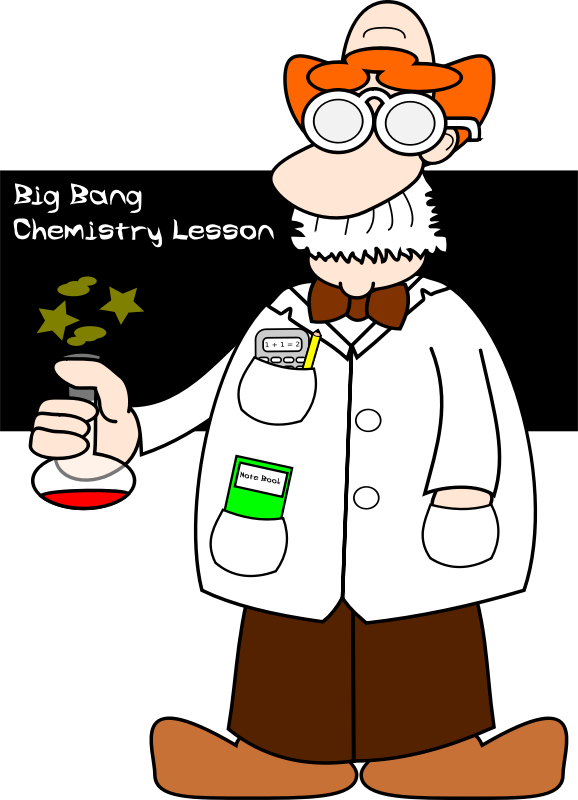 Big Bang
Chemistry Lesson
1 + 1 = 2
Note Book